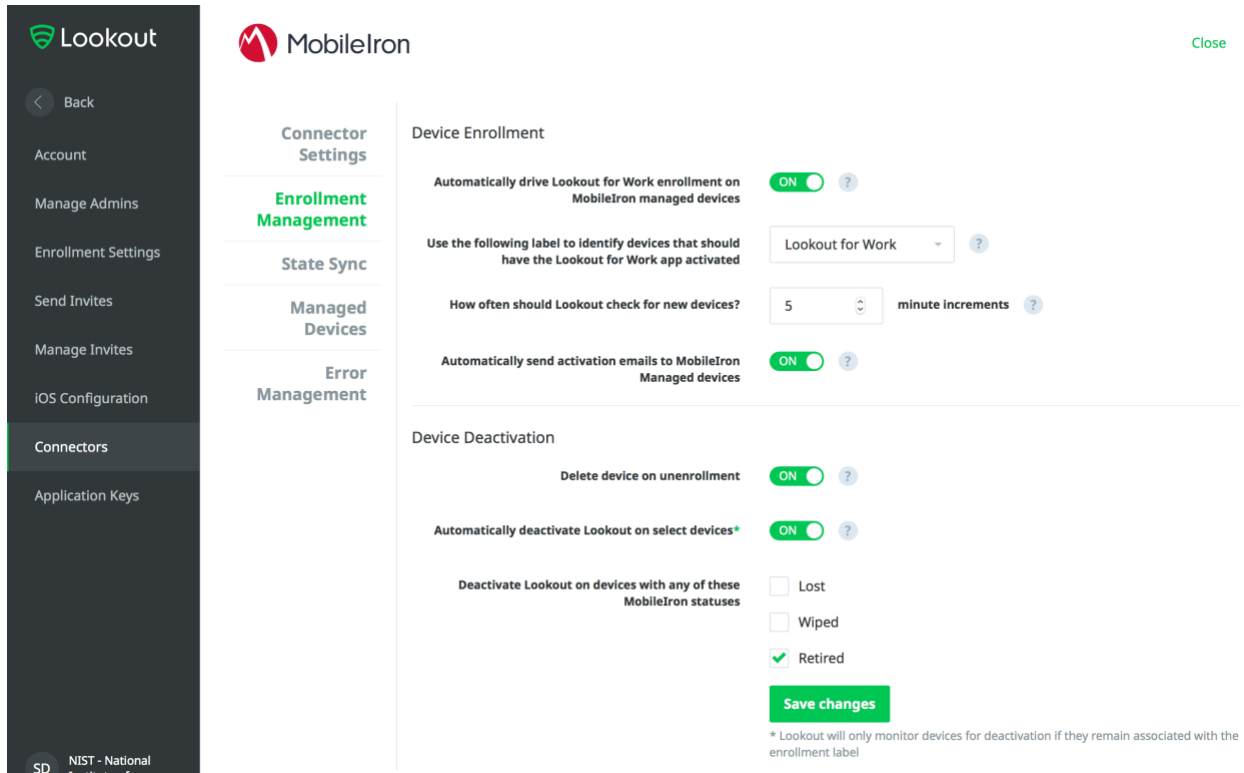 Lookout
Back
Account
Manage Admins
Enrollment Settings
Send Invites
Manage Invites
iOS Configuration
Connectors
Application Keys
SD
NIST - National
MobileIron
Close
Connector
Settings
Enrollment
Management
State Sync
Managed
Devices
Error
Management
Device Enrollment
Automatically drive Lookout for Work enrollment on
MobileIron managed devices
ON ?
Use the following label to identify devices that should
have the Lookout for Work app activated
Lookout for Work ?
How often should Lookout check for new devices?
5 minute increments ?
Automatically send activation emails to MobileIron
Managed devices
ON ?
Device Deactivation
Delete device on unenrollment
ON ?
Automatically deactivate Lookout on select devices*
ON ?
Deactivate Lookout on devices with any of these
MobileIron statuses
Lost
Wiped
Retired
Save changes
* Lookout will only monitor devices for deactivation if they remain associated with the
enrollment label